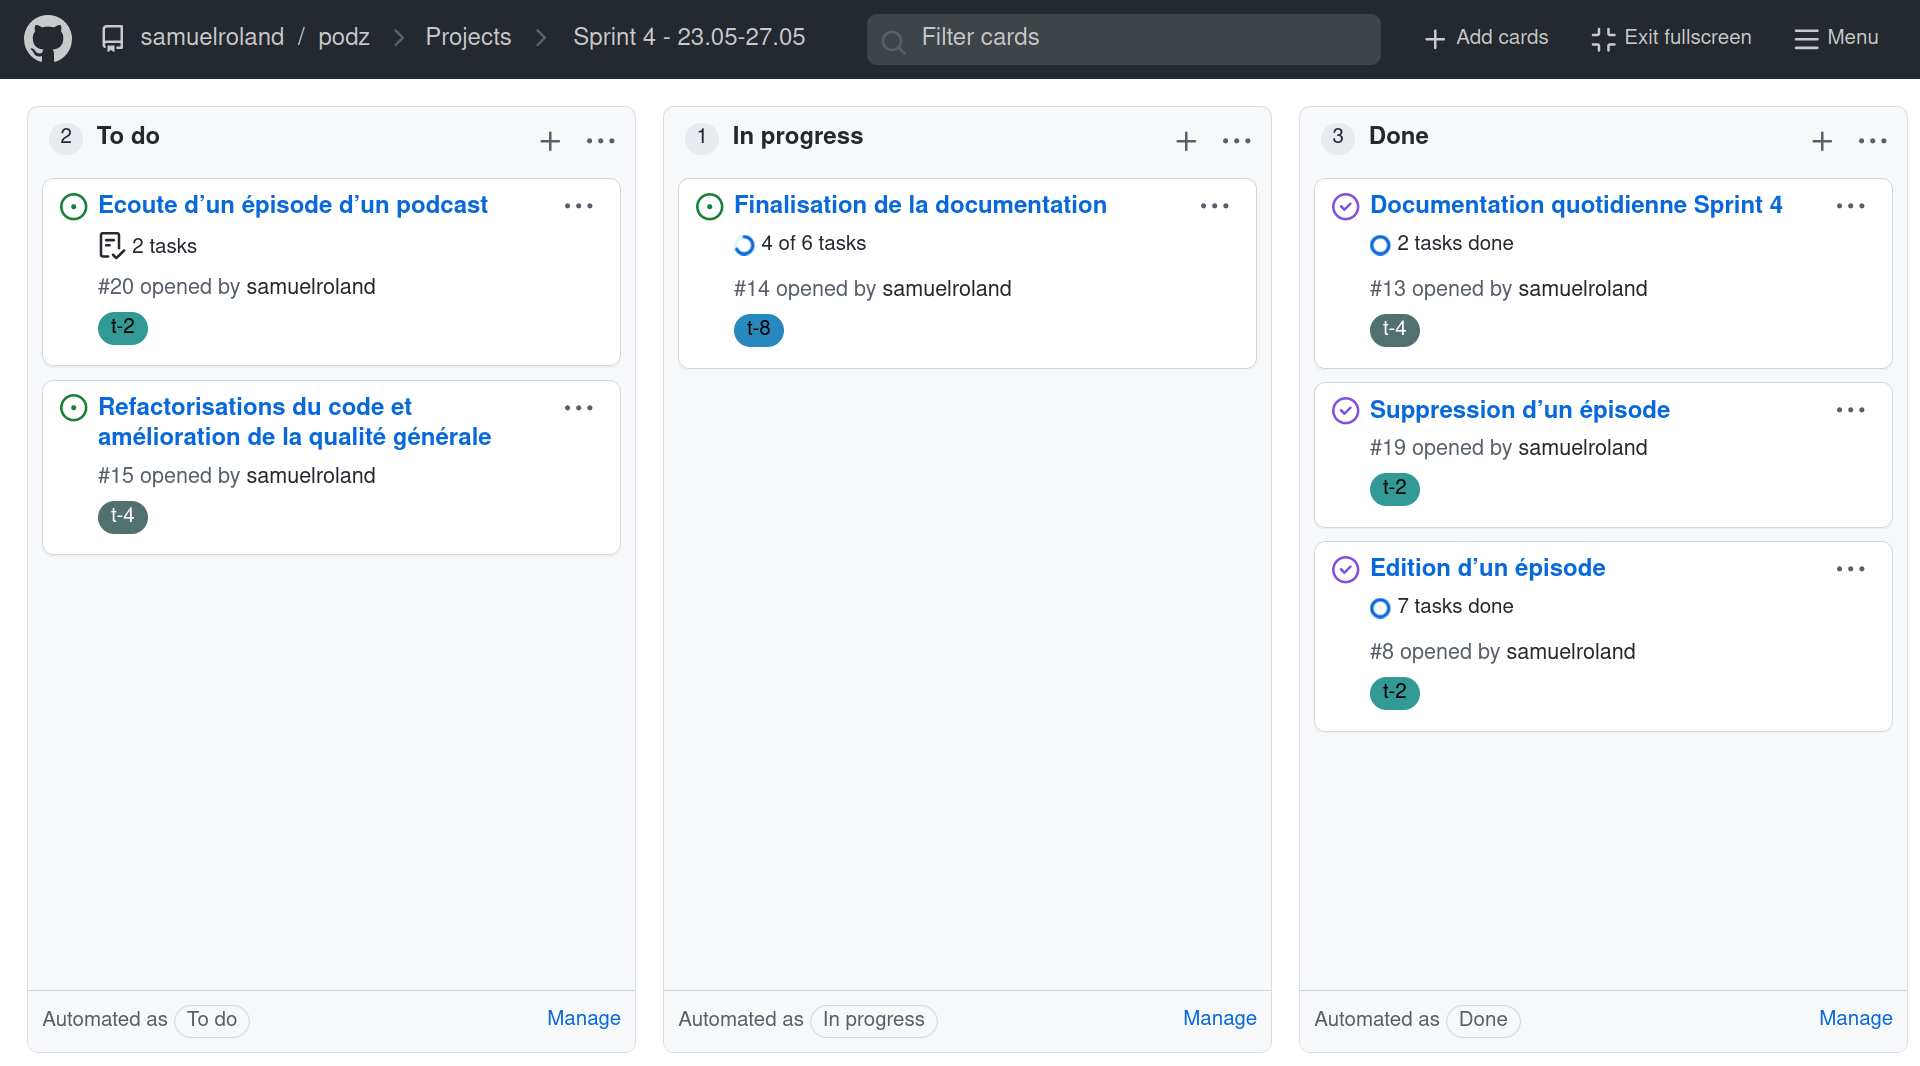 samuelroland / podz > Projects > Sprint 4 - 23.05-27.05
Filter cards
Add cards
Exit fullscreen
Menu
2 To do
Ecoute d’un épisode d’un podcast
2 tasks
#20 opened by samuelroland
t-2
Refactorisations du code et
amélioration de la qualité générale
#15 opened by samuelroland
t-4
Automated as To do
Manage
1 In progress
Finalisation de la documentation
4 of 6 tasks
#14 opened by samuelroland
t-8
Automated as In progress
Manage
3 Done
Documentation quotidienne Sprint 4
2 tasks done
#13 opened by samuelroland
t-4
Suppression d’un épisode
#19 opened by samuelroland
t-2
Edition d’un épisode
7 tasks done
#8 opened by samuelroland
t-2
Automated as Done
Manage